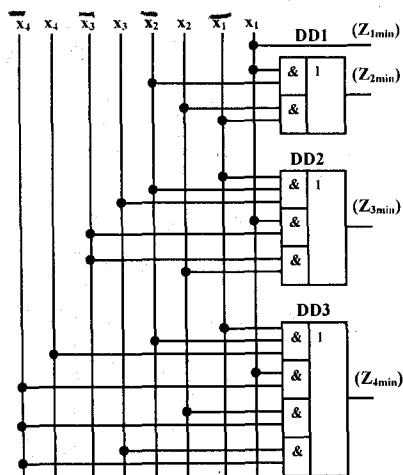 x̄₄ x₄ x̄₃ x₃ x̄₂ x₂ x̄₁ x₁
DD1
(Z₁min)
& 1
(Z₂min)
&
DD2
& 1
(Z₃min)
&
&
DD3
& 1
&
(Z₄min)
&
&